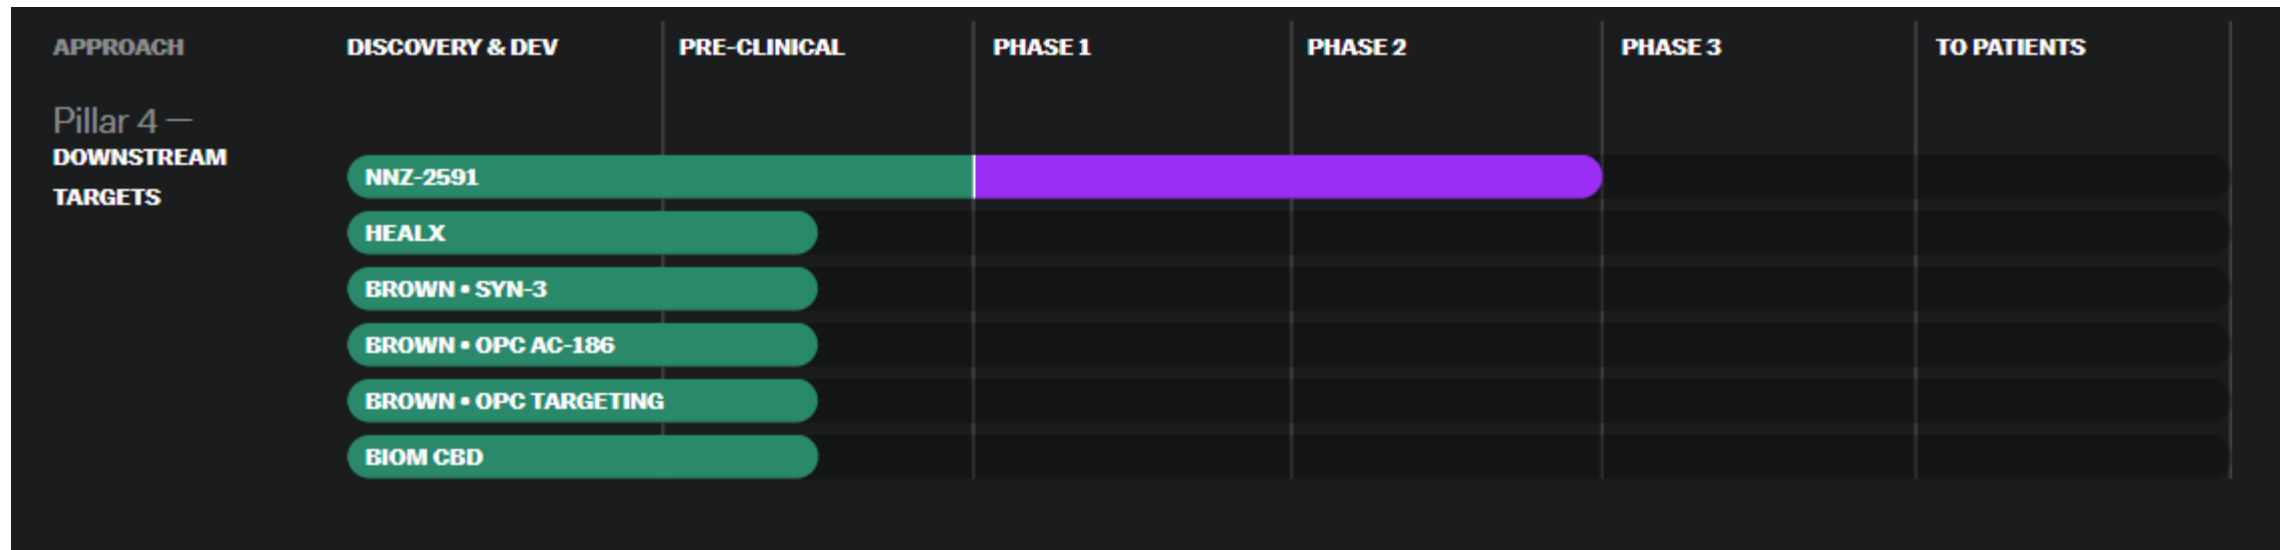 APPROACH DISCOVERY & DEV PRE-CLINICAL PHASE 1 PHASE 2 PHASE 3 TO PATIENTS
Pillar 4 —
DOWNSTREAM
TARGETS
NNZ-2591
HEALX
BROWN • SYN-3
BROWN • OPC AC-186
BROWN • OPC TARGETING
BIOM CBD